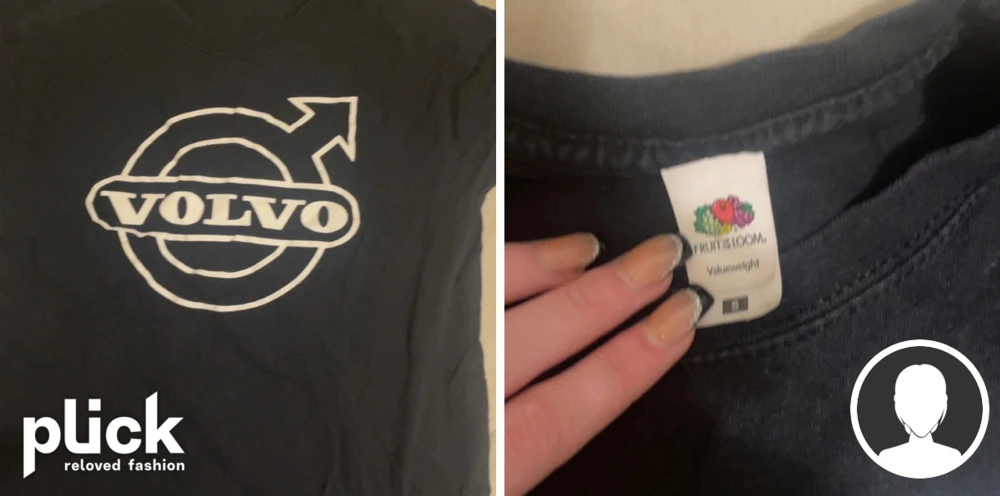 VOLVO
plick
reloved fashion
FRUIT OF THE LOOM®
Valueweight
S